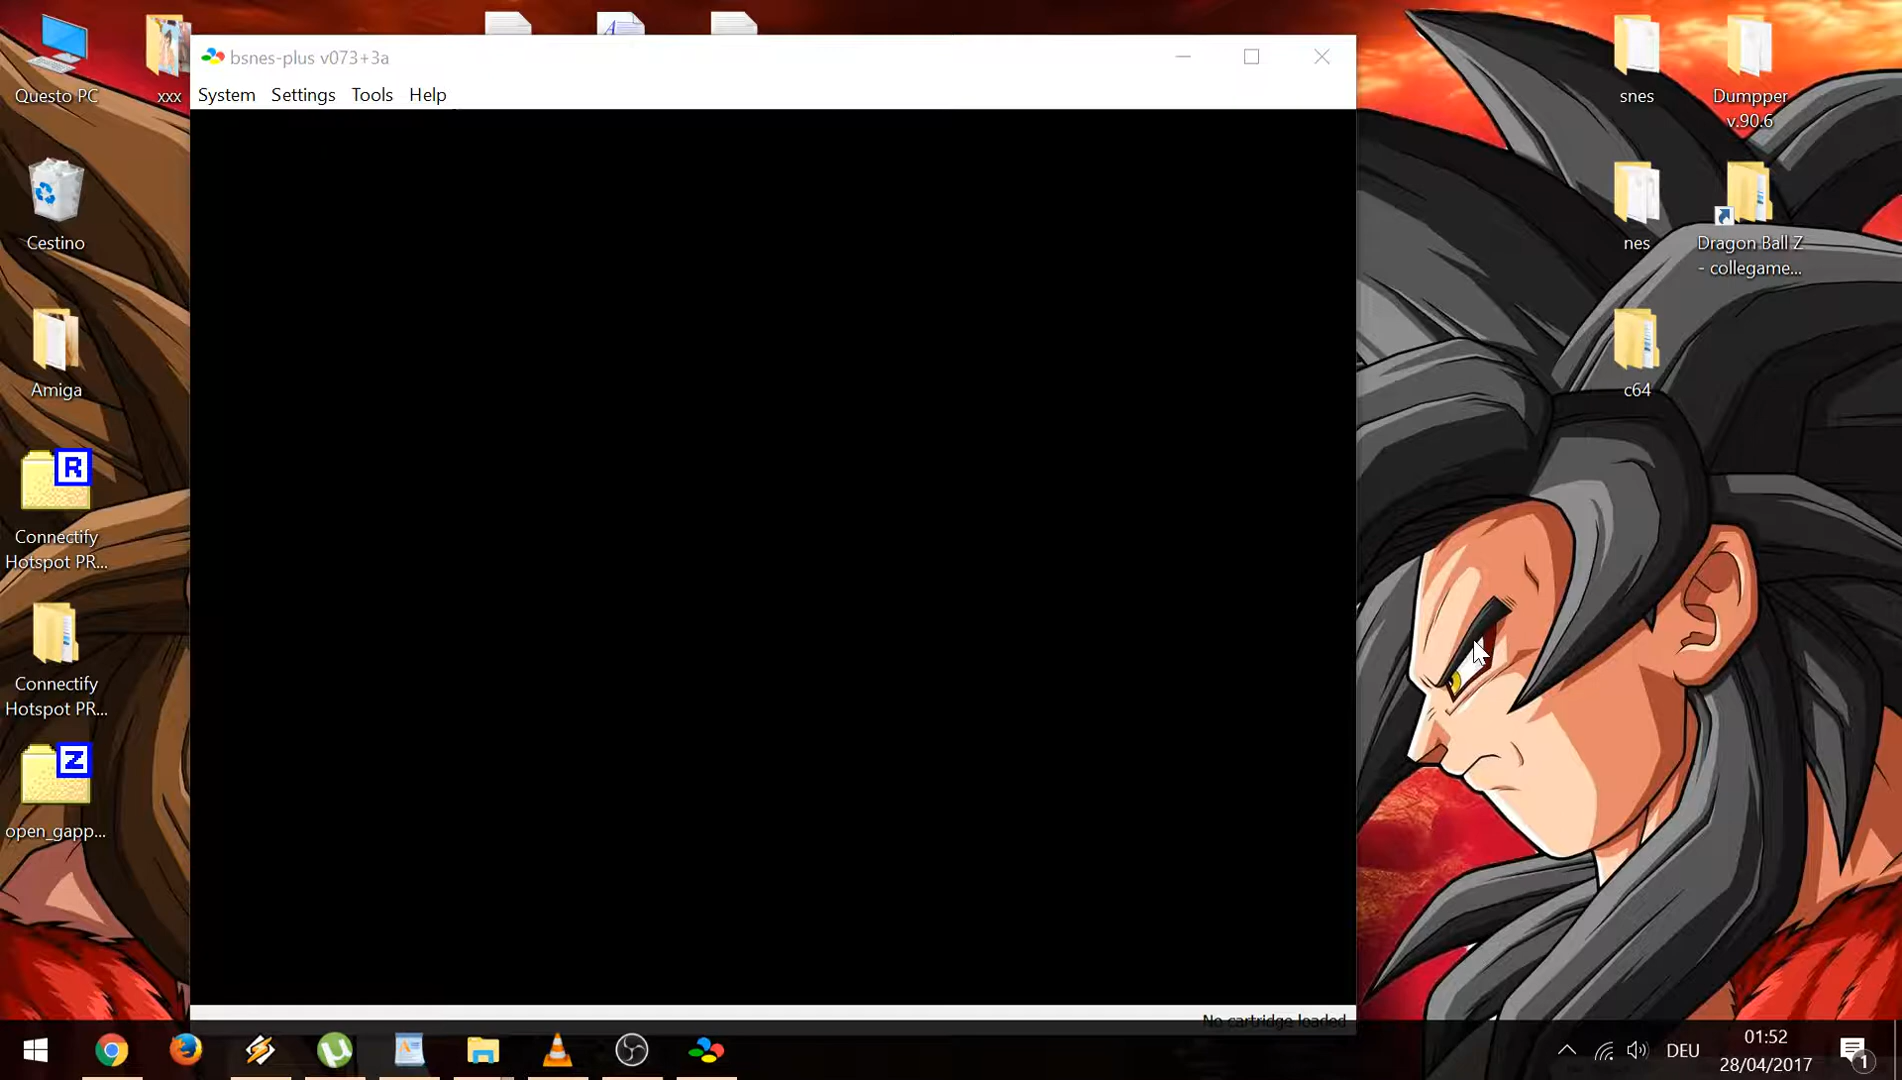 Questo PC
xxx
Cestino
Amiga
R
Connectify
Hotspot PR...
Connectify
Hotspot PR...
Z
open_gapp...
bsnes-plus v073+3a
System Settings Tools Help
No cartridge loaded
snes
Dumpper
v.90.6
nes
Dragon Ball Z
- collegame...
c64
DEU
01:52
28/04/2017
1